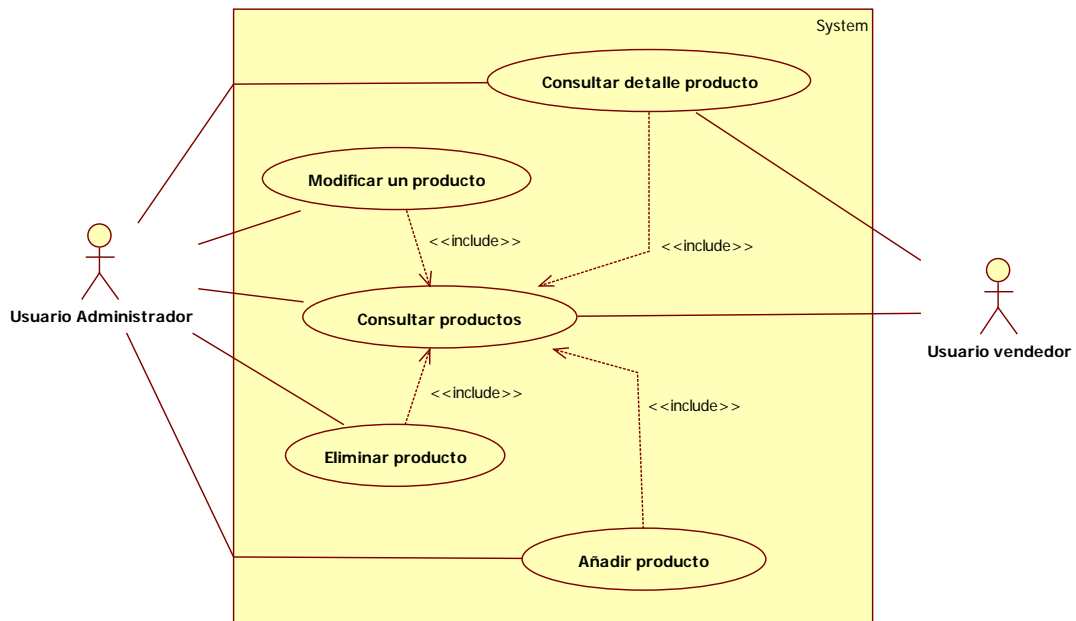 System
Consultar detalle producto
Modificar un producto
<<include>>
<<include>>
Usuario Administrador
Consultar productos
Usuario vendedor
<<include>>
<<include>>
Eliminar producto
Añadir producto